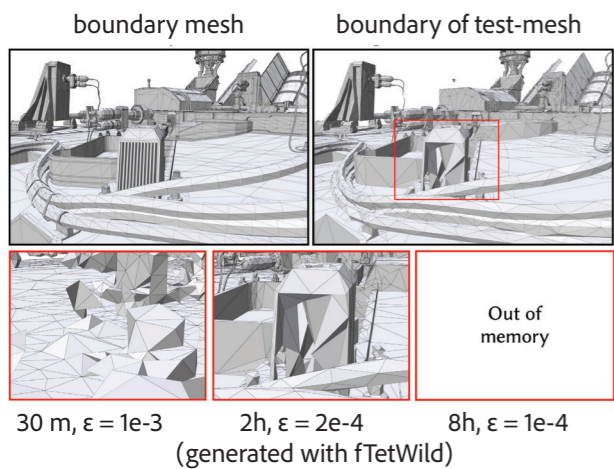 boundary mesh
boundary of test-mesh
Out of
memory
30 m, ε = 1e-3
2h, ε = 2e-4
8h, ε = 1e-4
(generated with fTetWild)